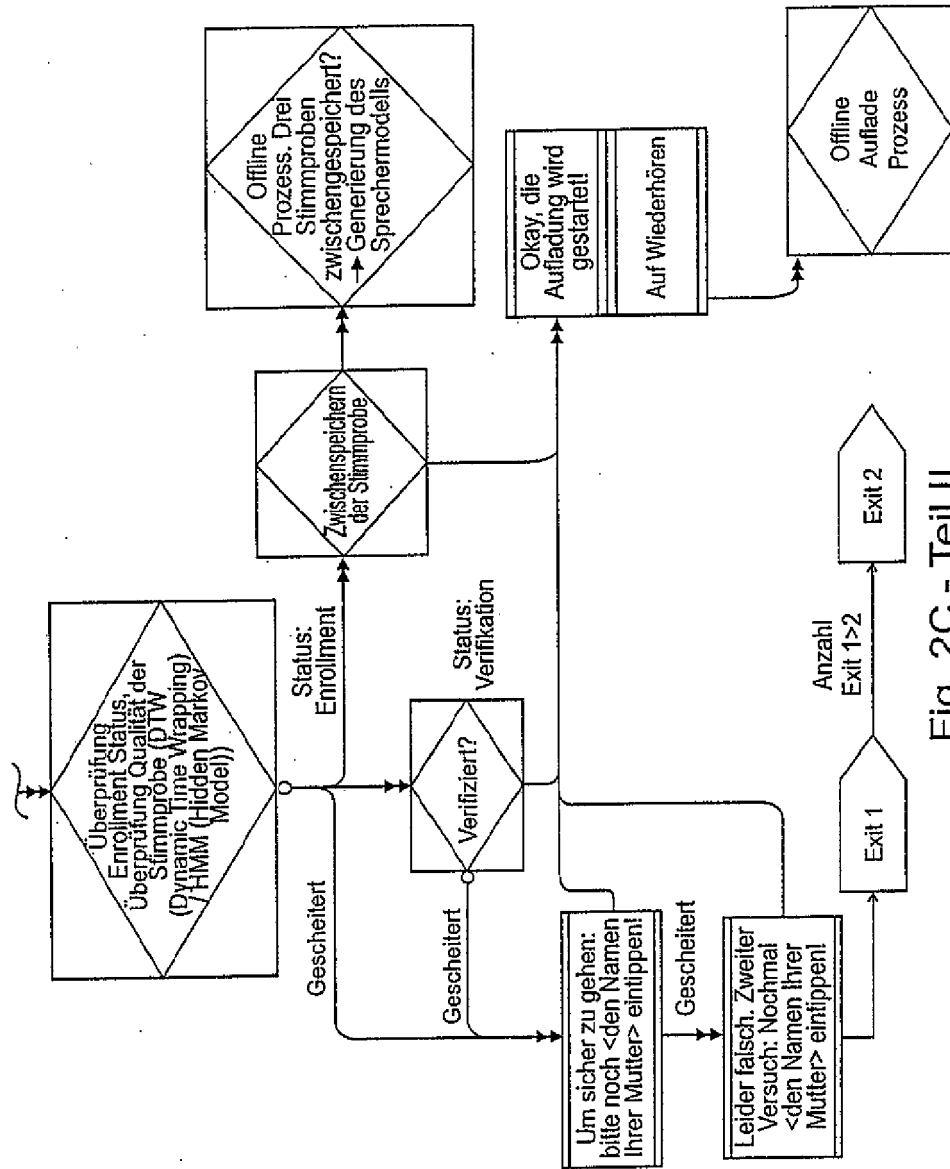 Überprüfung
Enrollment Status,
Überprüfung Qualität der
Stimmprobe (DTW
(Dynamic Time Wrapping)
/ HMM (Hidden Markov
Model))
Status:
Enrollment
Zwischenspeichern
der Stimmprobe
Offline
Prozess. Drei
Stimmproben
zwischengespeichert?
Generierung des
Sprechermodells
Gescheitert
Verifiziert?
Status:
Verifikation
Gescheitert
Um sicher zu gehen:
bitte noch <den Namen
Ihrer Mutter> eintippen!
Gescheitert
Leider falsch. Zweiter
Versuch: Nochmal
<den Namen Ihrer
Mutter> eintippen!
Okay, die
Aufladung wird
gestartet!
Auf Wiederhören
Offline
Auflade
Prozess
Exit 1
Anzahl
Exit 1>2
Exit 2
Fig. 2C - Teil II